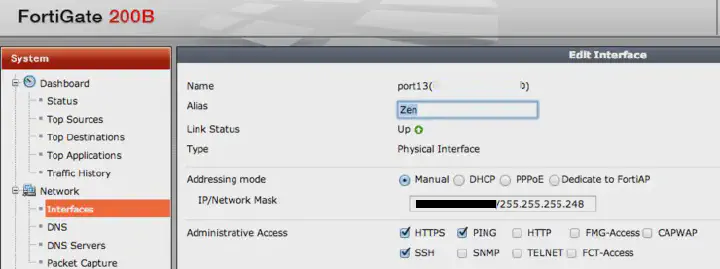 FortiGate 200B
System
Edit Interface
Dashboard
Status
Top Sources
Top Destinations
Top Applications
Traffic History
Network
Interfaces
DNS
DNS Servers
Packet Capture
Name port13( b)
Alias Zen
Link Status Up
Type Physical Interface
Addressing mode Manual DHCP PPPoE Dedicate to FortiAP
IP/Network Mask /255.255.255.248
Administrative Access HTTPS PING HTTP FMG-Access CAPWAP
SSH SNMP TELNET FCT-Access